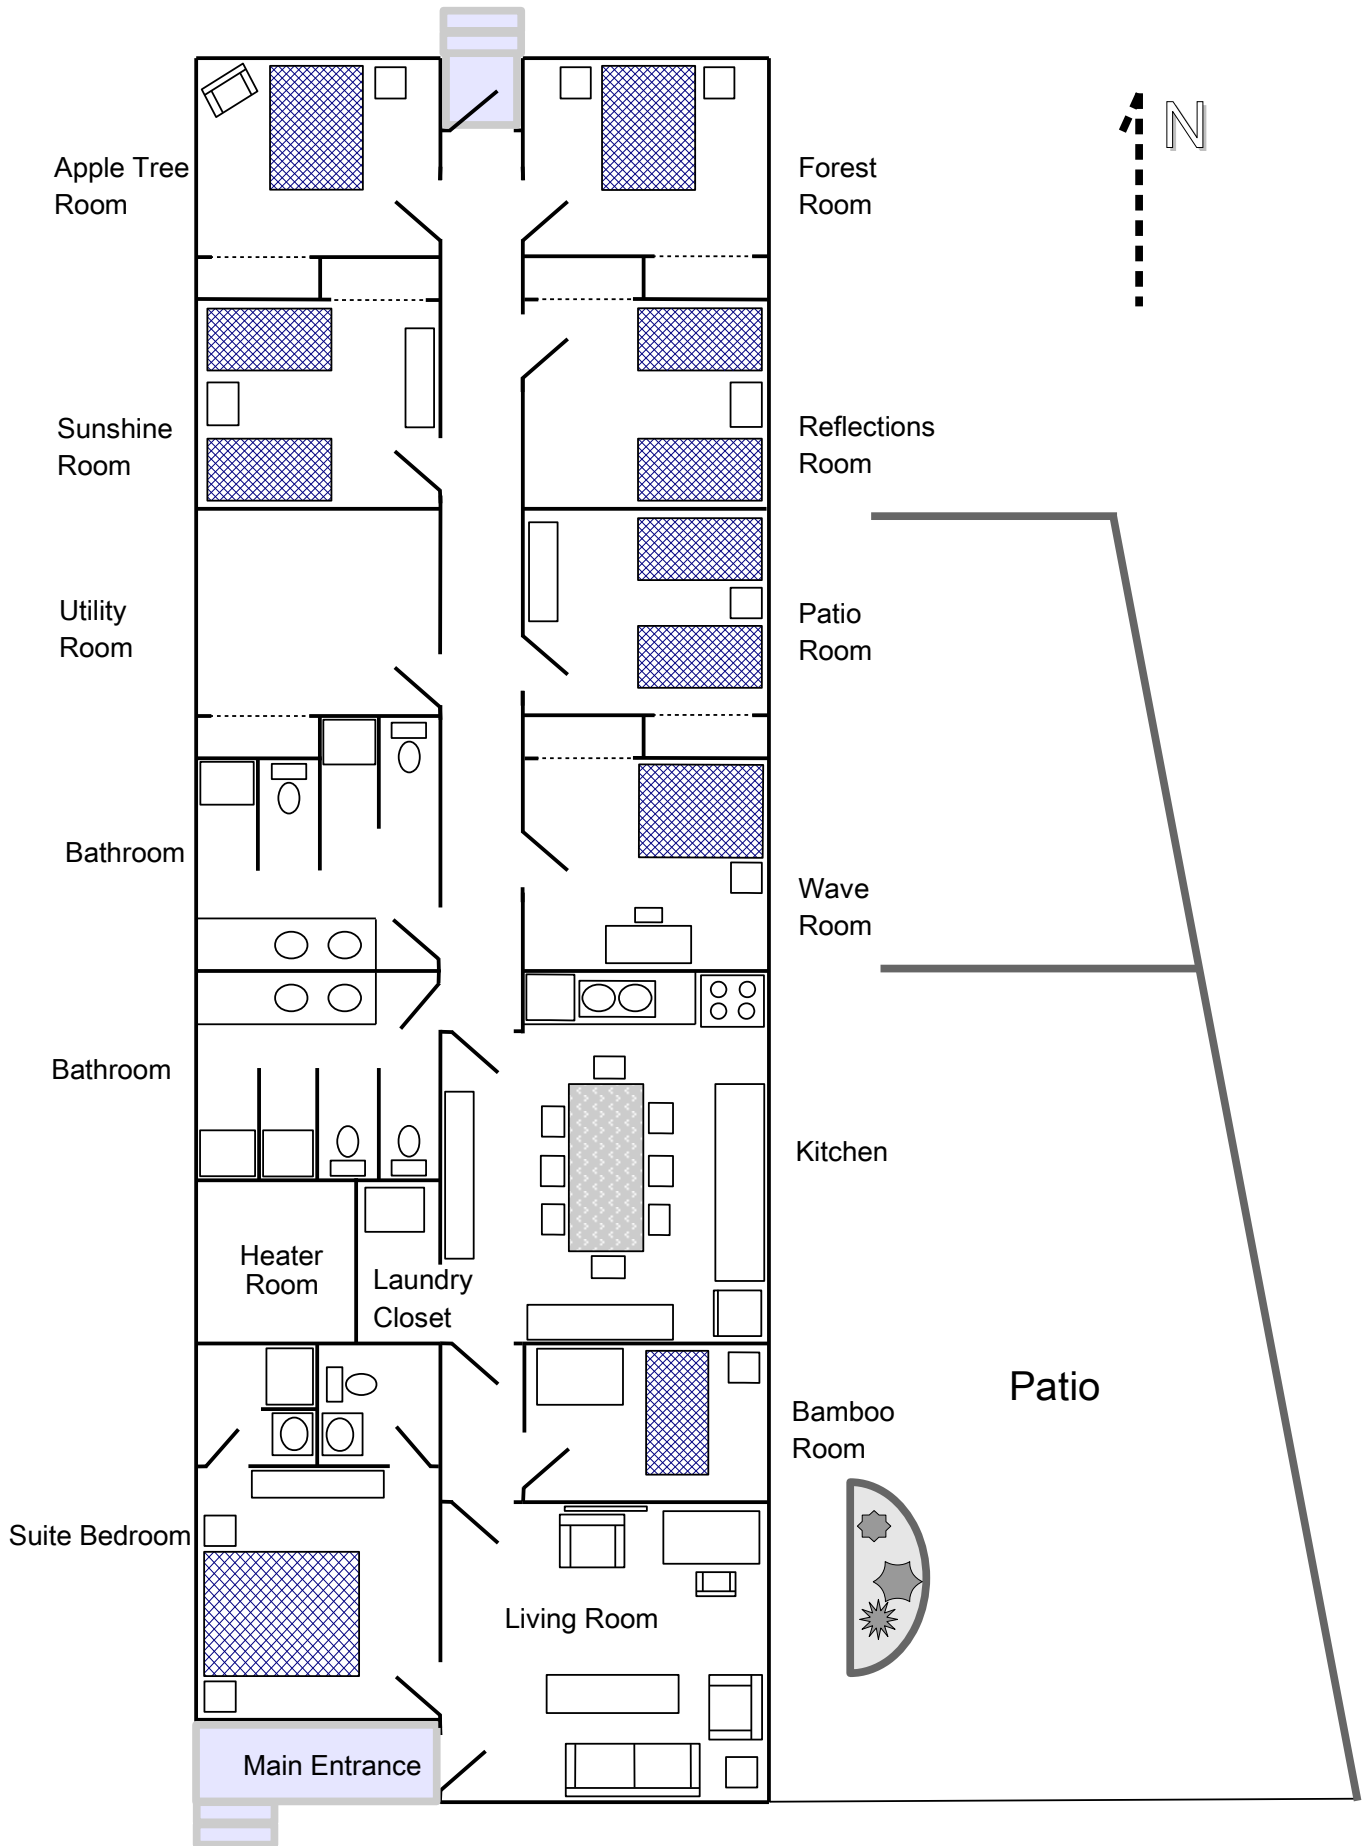 N
Apple Tree
Room
Forest
Room
Sunshine
Room
Reflections
Room
Utility
Room
Patio
Room
Bathroom
Wave
Room
Bathroom
Kitchen
Heater
Room
Laundry
Closet
Patio
Bamboo
Room
Suite Bedroom
Living Room
Main Entrance